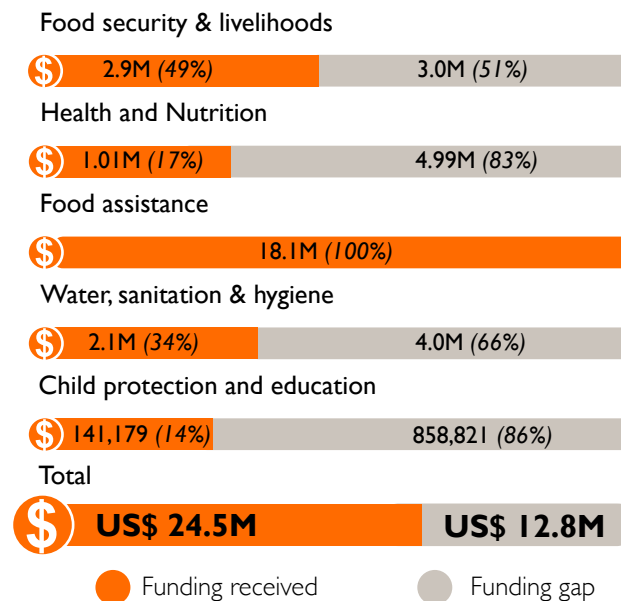 Food security & livelihoods
$ 2.9M (49%) 3.0M (51%)
Health and Nutrition
$ 1.01M (17%) 4.99M (83%)
Food assistance
$ 18.1M (100%)
Water, sanitation & hygiene
$ 2.1M (34%) 4.0M (66%)
Child protection and education
$ 141,179 (14%) 858,821 (86%)
Total
$ US$ 24.5M US$ 12.8M
Funding received Funding gap